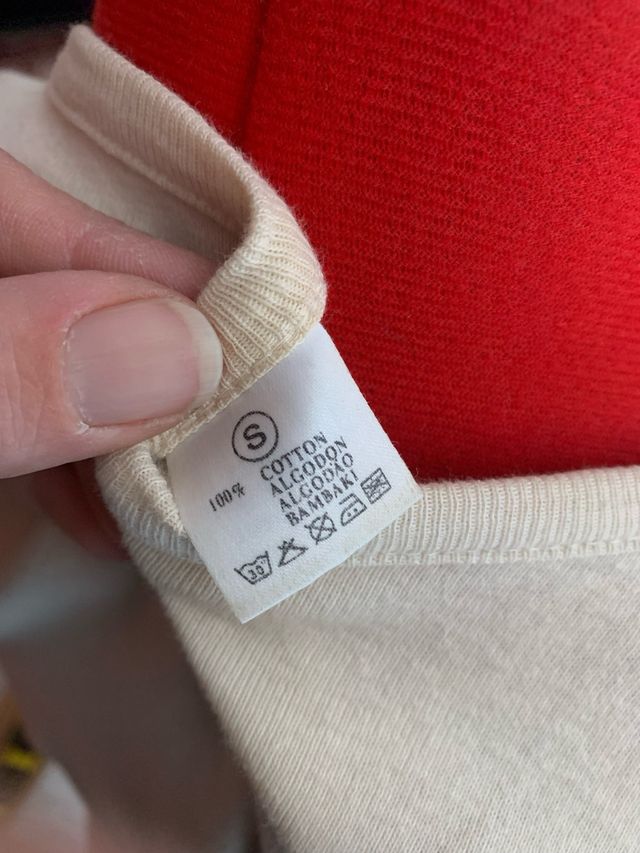 S
100% COTTON
ALGODON
ALGODÃO
BAMBAKI
30°